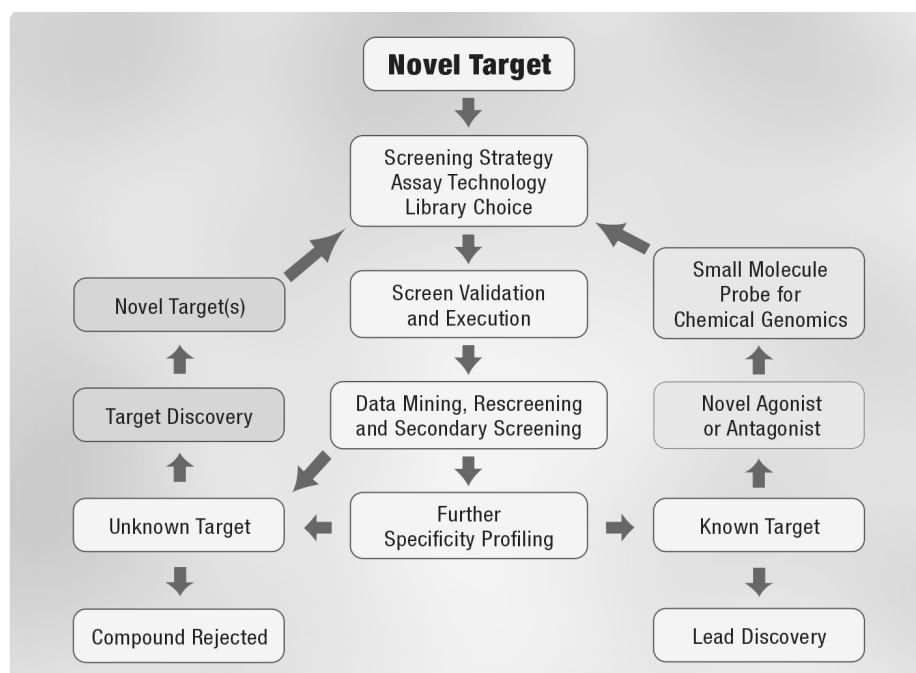 Novel Target
Screening Strategy
Assay Technology
Library Choice
Novel Target(s)
Screen Validation
and Execution
Small Molecule
Probe for
Chemical Genomics
Target Discovery
Data Mining, Rescreening
and Secondary Screening
Novel Agonist
or Antagonist
Unknown Target
Further
Specificity Profiling
Known Target
Compound Rejected
Lead Discovery